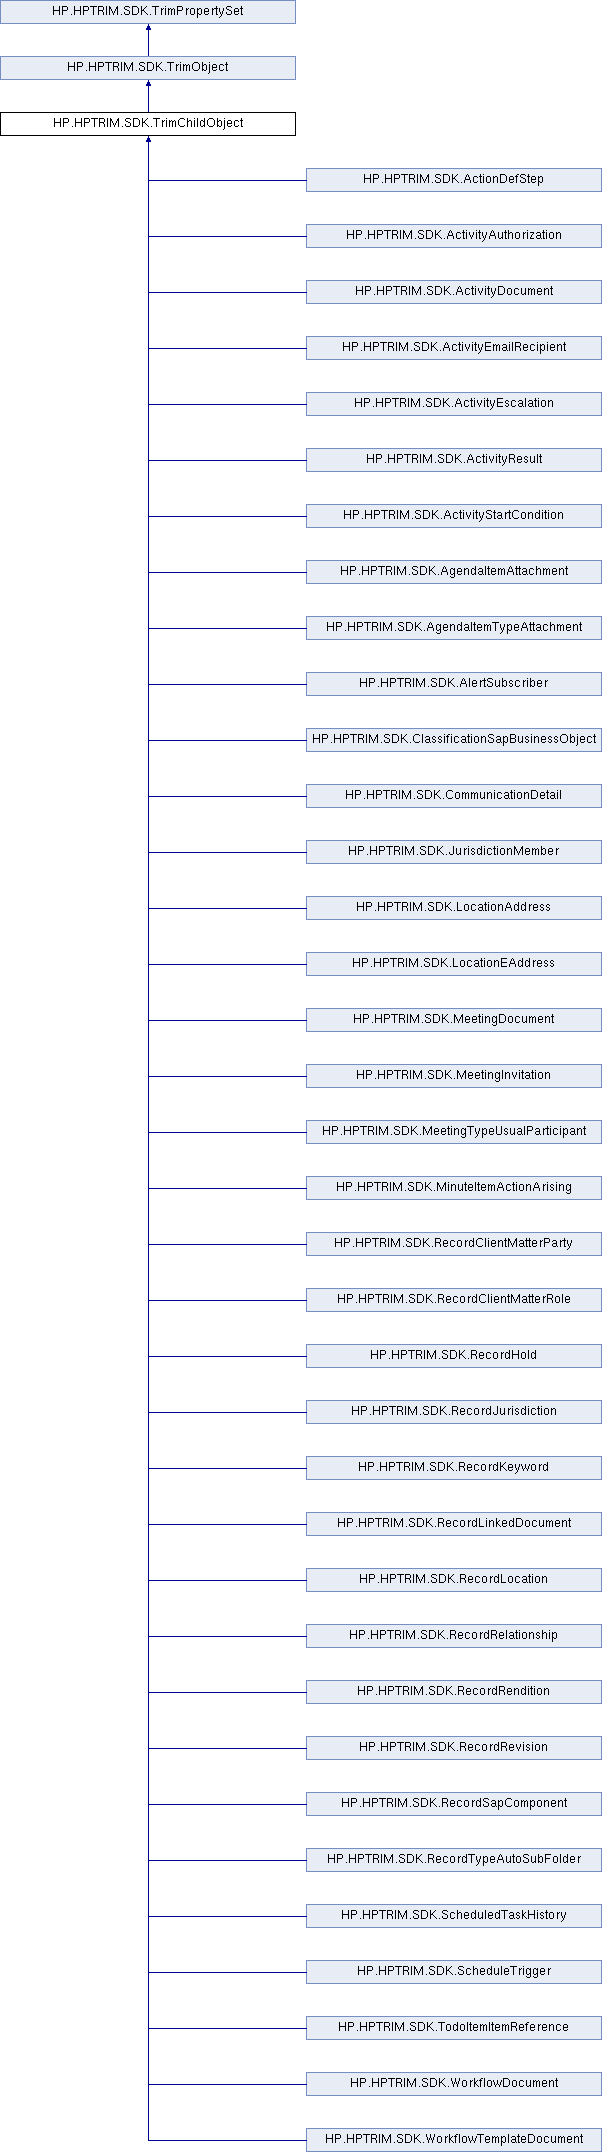 HP.HPTRIM.SDK.TrimPropertySet
HP.HPTRIM.SDK.TrimObject
HP.HPTRIM.SDK.TrimChildObject
HP.HPTRIM.SDK.ActionDefStep
HP.HPTRIM.SDK.ActivityAuthorization
HP.HPTRIM.SDK.ActivityDocument
HP.HPTRIM.SDK.ActivityEmailRecipient
HP.HPTRIM.SDK.ActivityEscalation
HP.HPTRIM.SDK.ActivityResult
HP.HPTRIM.SDK.ActivityStartCondition
HP.HPTRIM.SDK.AgendaItemAttachment
HP.HPTRIM.SDK.AgendaItemTypeAttachment
HP.HPTRIM.SDK.AlertSubscriber
HP.HPTRIM.SDK.ClassificationSapBusinessObject
HP.HPTRIM.SDK.CommunicationDetail
HP.HPTRIM.SDK.JurisdictionMember
HP.HPTRIM.SDK.LocationAddress
HP.HPTRIM.SDK.LocationEAddress
HP.HPTRIM.SDK.MeetingDocument
HP.HPTRIM.SDK.MeetingInvitation
HP.HPTRIM.SDK.MeetingTypeUsualParticipant
HP.HPTRIM.SDK.MinuteItemActionArising
HP.HPTRIM.SDK.RecordClientMatterParty
HP.HPTRIM.SDK.RecordClientMatterRole
HP.HPTRIM.SDK.RecordHold
HP.HPTRIM.SDK.RecordJurisdiction
HP.HPTRIM.SDK.RecordKeyword
HP.HPTRIM.SDK.RecordLinkedDocument
HP.HPTRIM.SDK.RecordLocation
HP.HPTRIM.SDK.RecordRelationship
HP.HPTRIM.SDK.RecordRendition
HP.HPTRIM.SDK.RecordRevision
HP.HPTRIM.SDK.RecordSapComponent
HP.HPTRIM.SDK.RecordTypeAutoSubFolder
HP.HPTRIM.SDK.ScheduledTaskHistory
HP.HPTRIM.SDK.ScheduleTrigger
HP.HPTRIM.SDK.TodoItemItemReference
HP.HPTRIM.SDK.WorkflowDocument
HP.HPTRIM.SDK.WorkflowTemplateDocument